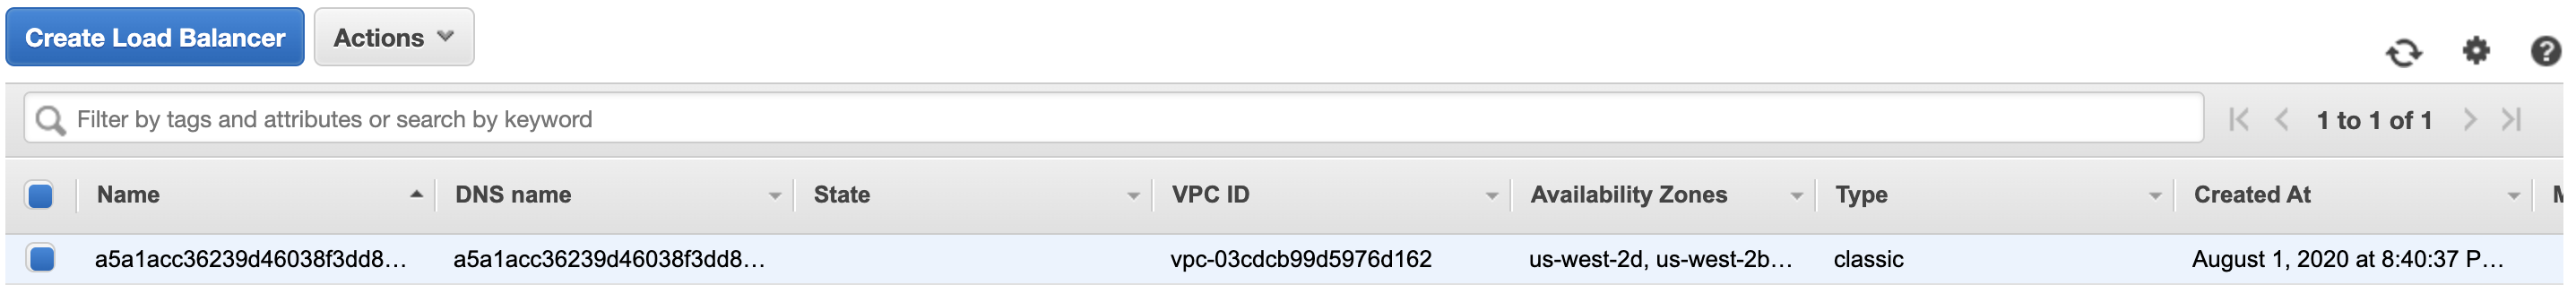 Create Load Balancer Actions
Filter by tags and attributes or search by keyword 1 to 1 of 1
Name DNS name State VPC ID Availability Zones Type Created At
a5a1acc36239d46038f3dd8... a5a1acc36239d46038f3dd8... vpc-03cdcb99d5976d162 us-west-2d, us-west-2b... classic August 1, 2020 at 8:40:37 P...